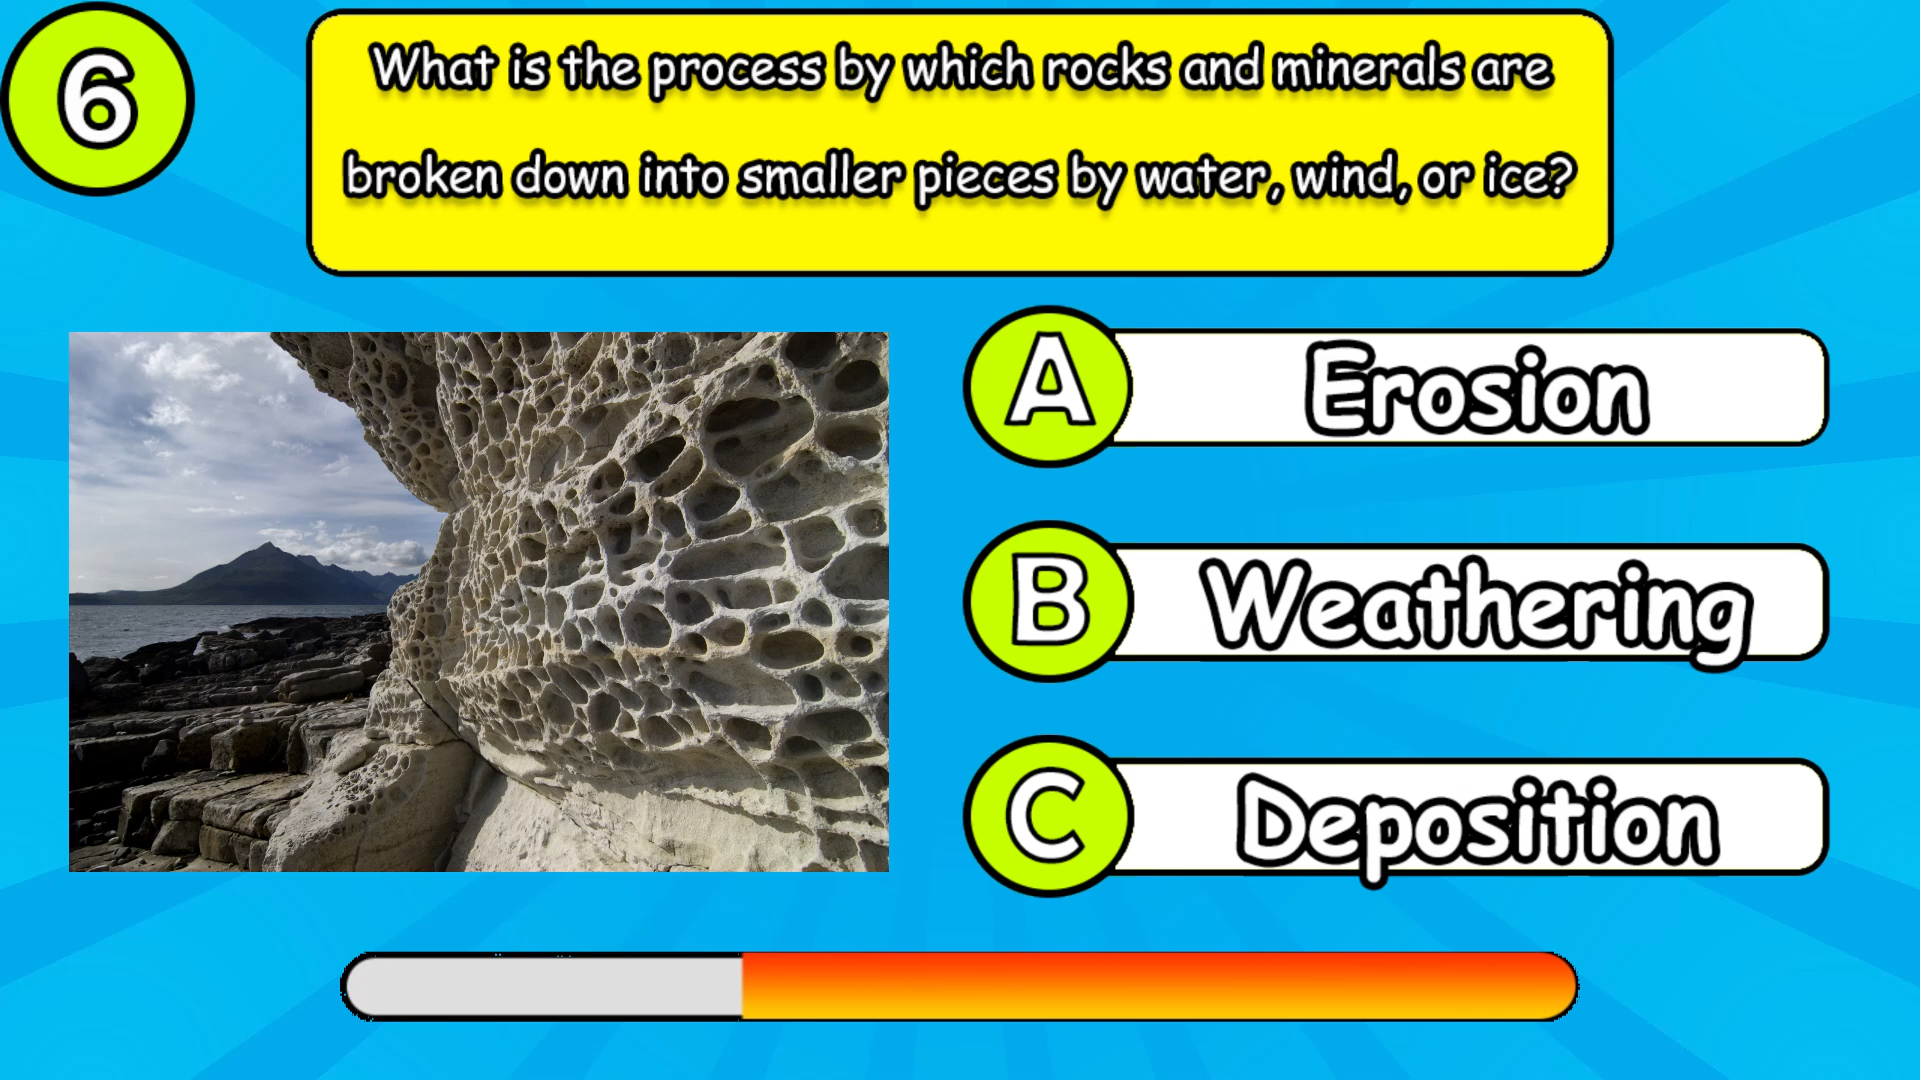 6
What is the process by which rocks and minerals are
broken down into smaller pieces by water, wind, or ice?
A Erosion
B Weathering
C Deposition